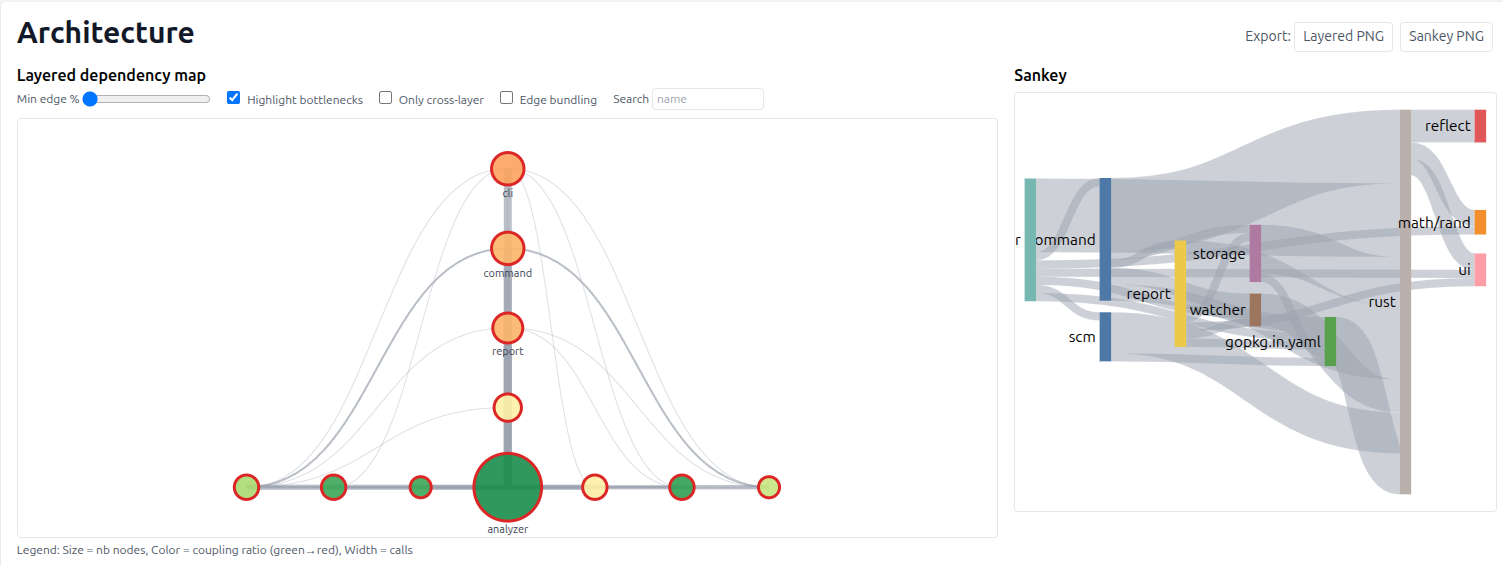 Architecture
Export: Layered PNG Sankey PNG
Layered dependency map
Min edge % Highlight bottlenecks Only cross-layer Edge bundling Search name
cli
command
report
analyzer
Legend: Size = nb nodes, Color = coupling ratio (green→red), Width = calls
Sankey
reflect
math/rand
r ommand
storage
ui
report
rust
watcher
scm
gopkg.in.yaml